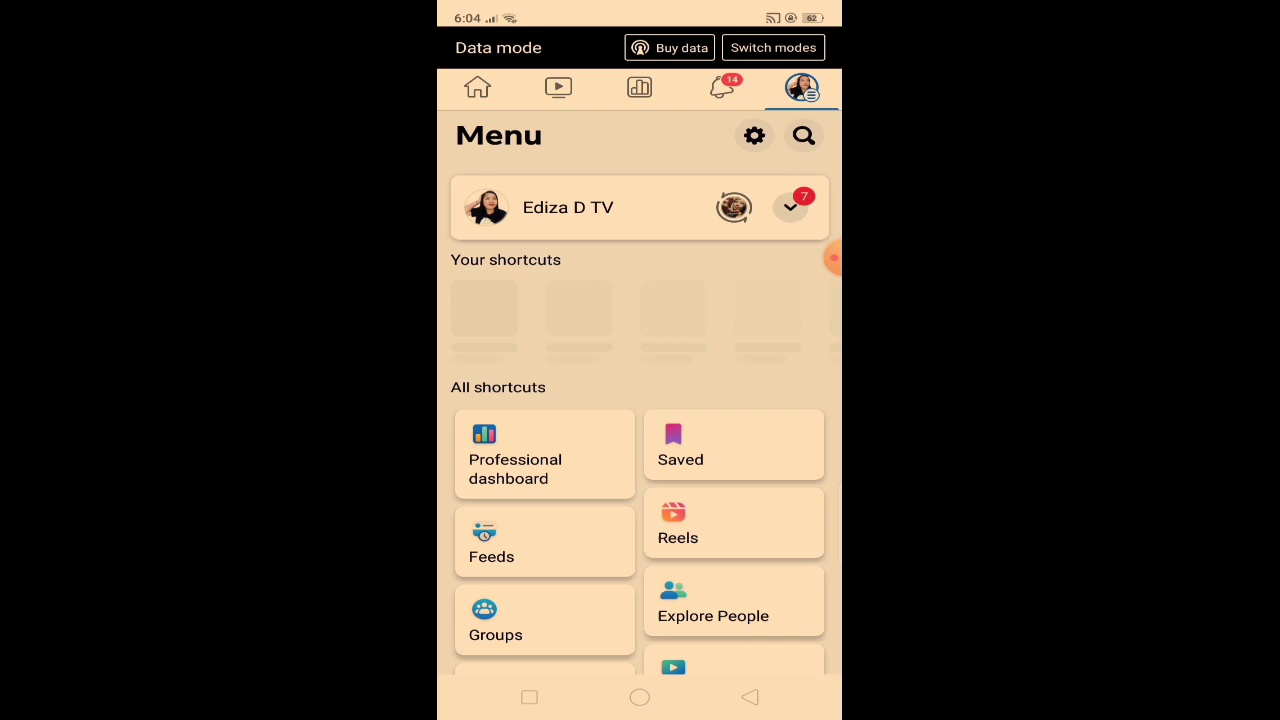 6:04
62
Data mode
Buy data
Switch modes
14
Menu
Ediza D TV
7
Your shortcuts
All shortcuts
Professional
dashboard
Saved
Feeds
Reels
Groups
Explore People